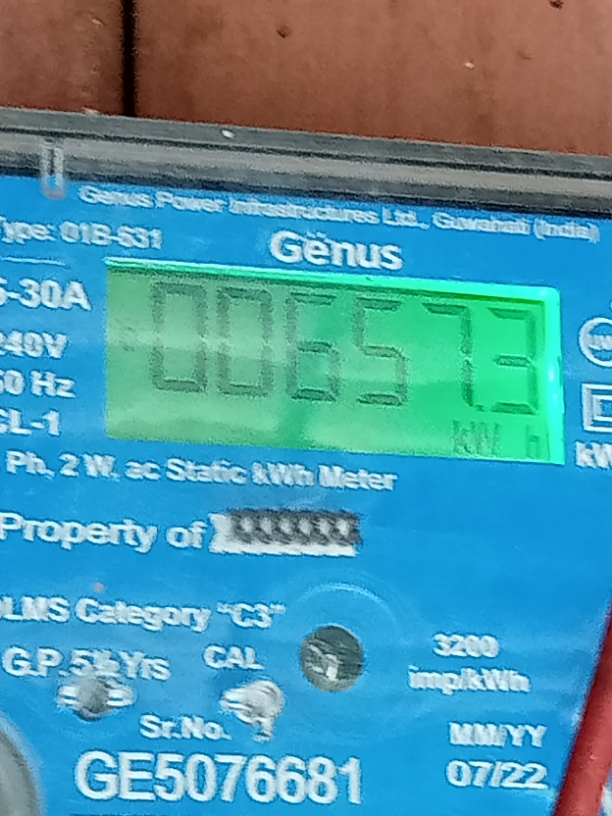 Genus Power Infrastructures Ltd., Guwahati (India)
Type: 01B-631
Genus
5-30A
240V
50 Hz
CL-1
00657.3
kW h
Ph, 2 W, ac Static kWh Meter
Property of
DLMS Category "C3"
G.P. 5½Yrs
CAL
3200
imp/kWh
Sr.No.
MM/YY
GE5076681
07/22